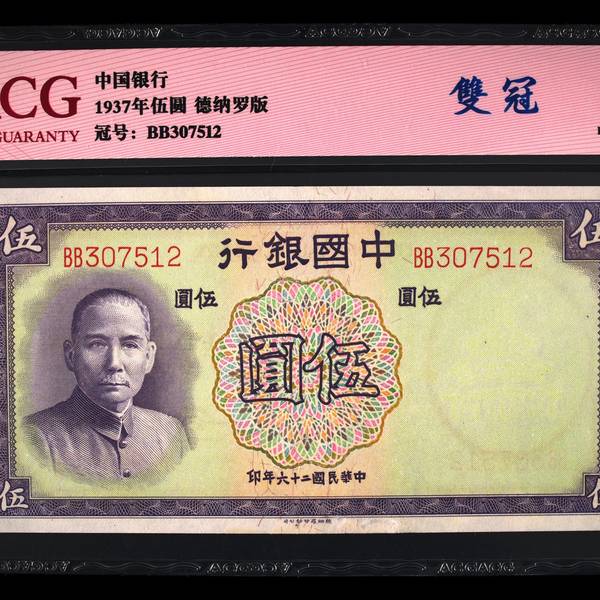 CG
GUARANTY
中国银行
1937年伍圓 德纳罗版
冠号：BB307512
雙冠
伍
伍
BB307512
行銀國中
BB307512
圓伍
伍圓
圓伍
印年六十二國民華中
伍
伍